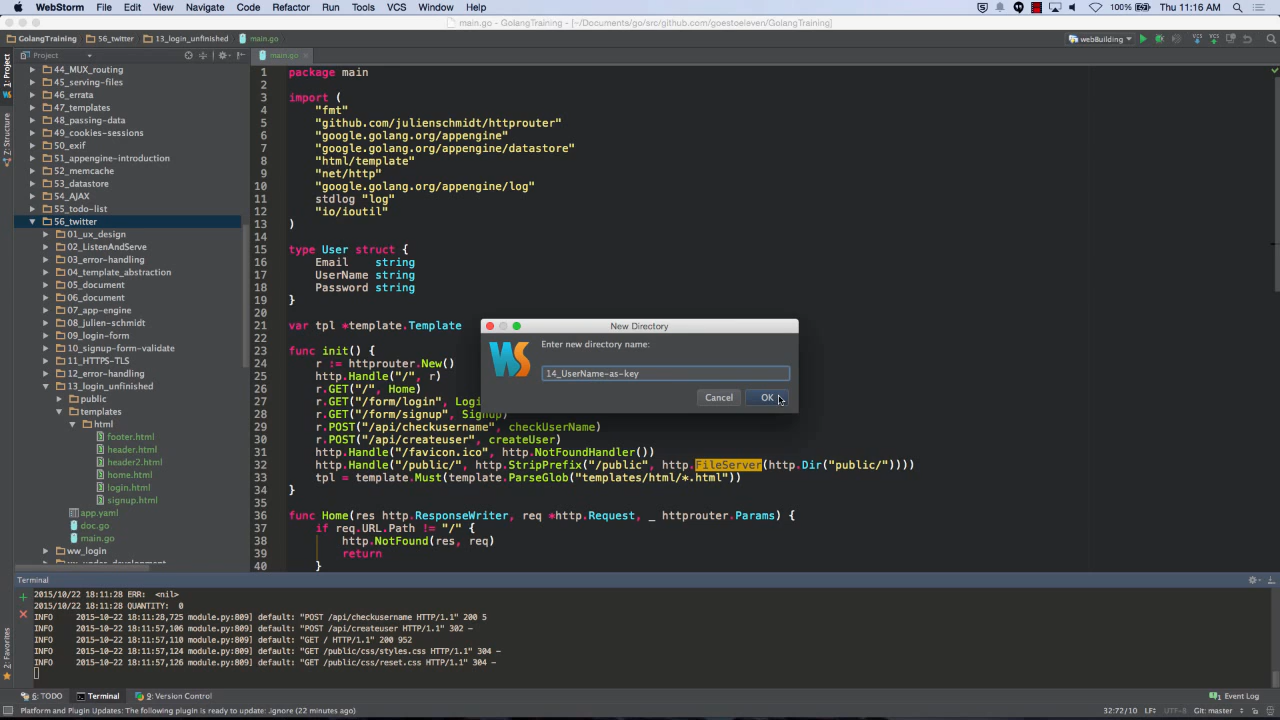 WebStorm File Edit View Navigate Code Refactor Run Tools VCS Window Help 100% Thu 11:16 AM
main.go - GolangTraining - [~/Documents/go/src/github.com/goestoeleven/GolangTraining]
GolangTraining 56_twitter 13_login_unfinished main.go webBuilding
Project
main.go
1: Project
Z: Structure
2: Favorites
44_MUX_routing
45_serving-files
46_errata
47_templates
48_passing-data
49_cookies-sessions
50_exif
51_appengine-introduction
52_memcache
53_datastore
54_AJAX
55_todo-list
56_twitter
01_ux_design
02_ListenAndServe
03_error-handling
04_template_abstraction
05_document
06_document
07_app-engine
08_julien-schmidt
09_login-form
10_signup-form-validate
11_HTTPS-TLS
12_error-handling
13_login_unfinished
public
templates
html
footer.html
header.html
header2.html
home.html
login.html
signup.html
app.yaml
doc.go
main.go
ww_login
1 package main
2
3 import (
4 "fmt"
5 "github.com/julienschmidt/httprouter"
6 "google.golang.org/appengine"
7 "google.golang.org/appengine/datastore"
8 "html/template"
9 "net/http"
10 "google.golang.org/appengine/log"
11 stdlog "log"
12 "io/ioutil"
13 )
14
15 type User struct {
16 Email string
17 UserName string
18 Password string
19 }
20
21 var tpl *template.Template
22
23 func init() {
24 r := httprouter.New()
25 http.Handle("/", r)
26 r.GET("/", Home)
27 r.GET("/form/login", Logi
28 r.GET("/form/signup", Signup)
29 r.POST("/api/checkusername", checkUserName)
30 r.POST("/api/createuser", createUser)
31 http.Handle("/favicon.ico", http.NotFoundHandler())
32 http.Handle("/public/", http.StripPrefix("/public", http.FileServer(http.Dir("public/"))))
33 tpl = template.Must(template.ParseGlob("templates/html/*.html"))
34 }
35
36 func Home(res http.ResponseWriter, req *http.Request, _ httprouter.Params) {
37 if req.URL.Path != "/" {
38 http.NotFound(res, req)
39 return
40 }
New Directory
Enter new directory name:
14_UserName-as-key
Cancel OK
Terminal
2015/10/22 18:11:28 ERR: <nil>
2015/10/22 18:11:28 QUANTITY: 0
INFO 2015-10-22 18:11:28,725 module.py:809] default: "POST /api/checkusername HTTP/1.1" 200 5
INFO 2015-10-22 18:11:57,106 module.py:809] default: "POST /api/createuser HTTP/1.1" 302 -
INFO 2015-10-22 18:11:57,110 module.py:809] default: "GET / HTTP/1.1" 200 952
INFO 2015-10-22 18:11:57,124 module.py:809] default: "GET /public/css/styles.css HTTP/1.1" 304 -
INFO 2015-10-22 18:11:57,126 module.py:809] default: "GET /public/css/reset.css HTTP/1.1" 304 -
6: TODO Terminal 9: Version Control 1 Event Log
Platform and Plugin Updates: The following plugin is ready to update: .ignore (22 minutes ago) 32:72/10 LF÷ UTF-8 Git: master